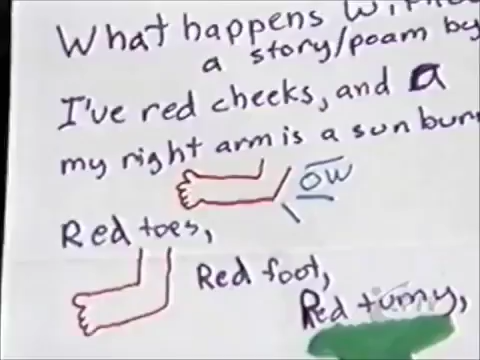 What happens
a story/poam by
I've red cheeks, and a
my right arm is a sun burn
OW
Red toes,
Red foot,
Red tumy,